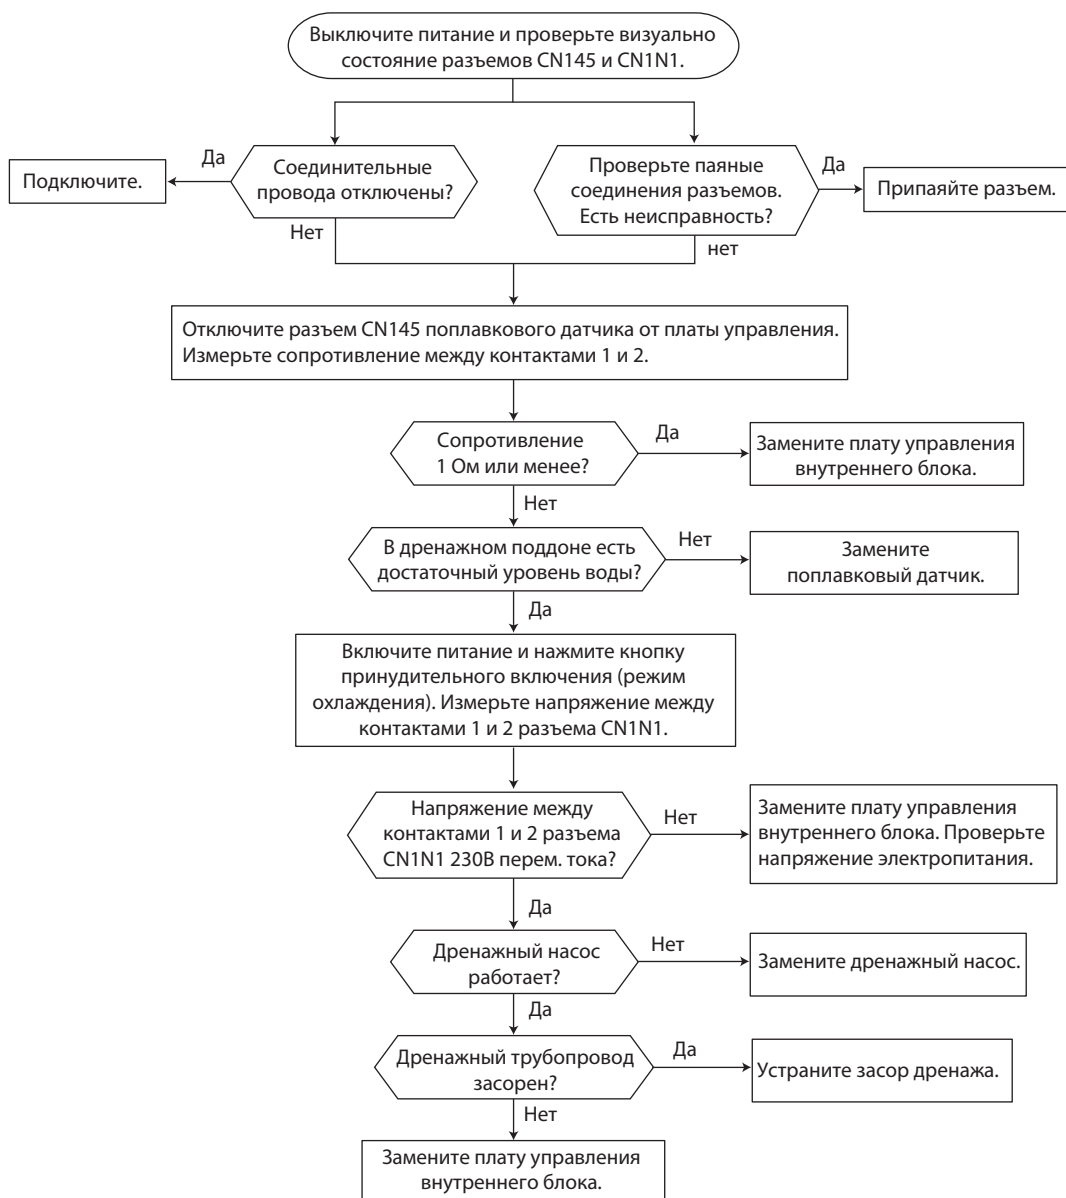 Выключите питание и проверьте визуально
состояние разъемов CN145 и CN1N1.
Да
Соединительные
провода отключены?
Подключите.
Нет
Проверьте паяные
соединения разъемов.
Есть неисправность?
Да
Припаяйте разъем.
нет
Отключите разъем CN145 поплавкового датчика от платы управления.
Измерьте сопротивление между контактами 1 и 2.
Сопротивление
1 Ом или менее?
Да
Замените плату управления
внутреннего блока.
Нет
В дренажном поддоне есть
достаточный уровень воды?
Нет
Замените
поплавковый датчик.
Да
Включите питание и нажмите кнопку
принудительного включения (режим
охлаждения). Измерьте напряжение между
контактами 1 и 2 разъема CN1N1.
Напряжение между
контактами 1 и 2 разъема
CN1N1 230В перем. тока?
Нет
Замените плату управления
внутреннего блока. Проверьте
напряжение электропитания.
Да
Дренажный насос
работает?
Нет
Замените дренажный насос.
Да
Дренажный трубопровод
засорен?
Да
Устраните засор дренажа.
Нет
Замените плату управления
внутреннего блока.